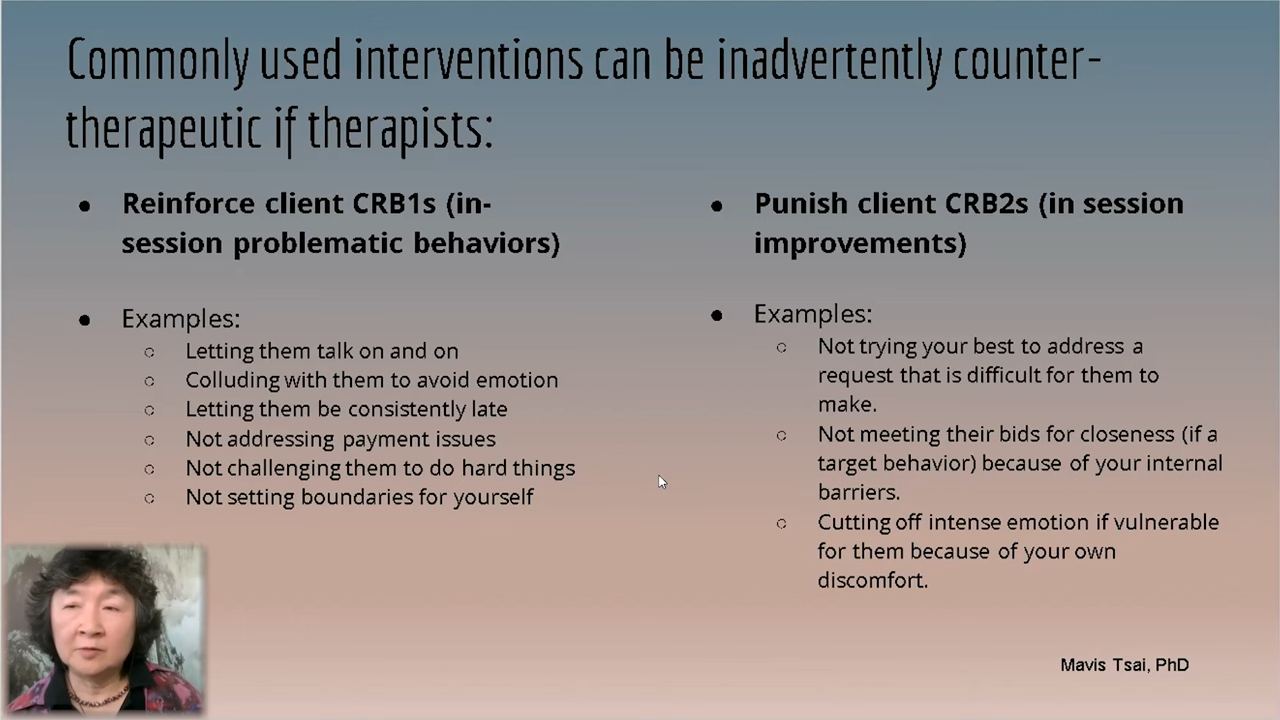 Commonly used interventions can be inadvertently counter-
therapeutic if therapists:
● Reinforce client CRB1s (in-
session problematic behaviors)
● Examples:
○ Letting them talk on and on
○ Colluding with them to avoid emotion
○ Letting them be consistently late
○ Not addressing payment issues
○ Not challenging them to do hard things
○ Not setting boundaries for yourself
● Punish client CRB2s (in session
improvements)
● Examples:
○ Not trying your best to address a
request that is difficult for them to
make.
○ Not meeting their bids for closeness (if a
target behavior) because of your internal
barriers.
○ Cutting off intense emotion if vulnerable
for them because of your own
discomfort.
Mavis Tsai, PhD